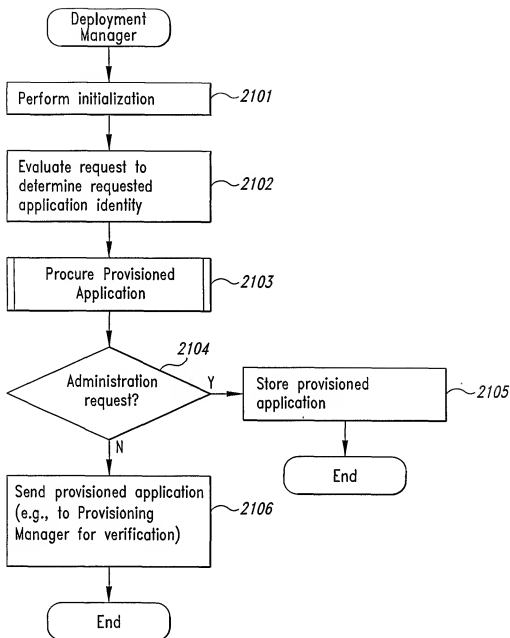 Deployment
Manager
Perform initialization
2101
Evaluate request to
determine requested
application identity
2102
Procure Provisioned
Application
2103
2104
Administration
request?
Y
Store provisioned
application
2105
End
N
Send provisioned application
(e.g., to Provisioning
Manager for verification)
2106
End